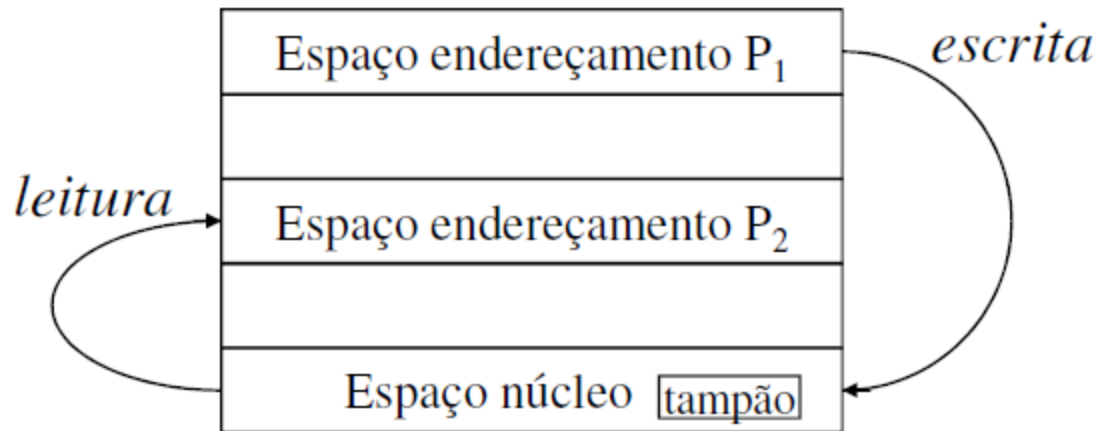 Espaço endereçamento P₁
escrita
leitura
Espaço endereçamento P₂
Espaço núcleo tampão